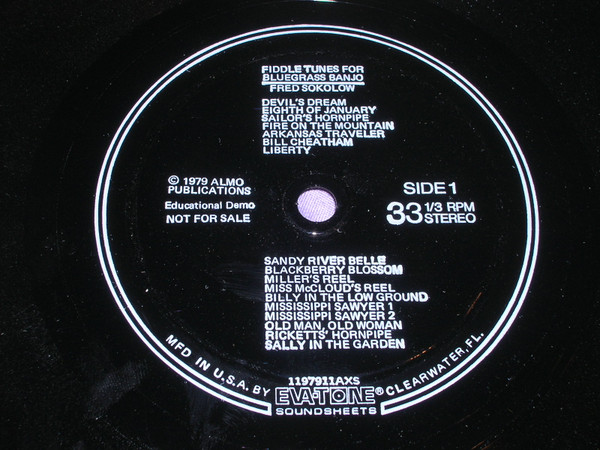 FIDDLE TUNES FOR
BLUEGRASS BANJO
FRED SOKOLOW
DEVIL'S DREAM
EIGHTH OF JANUARY
SAILOR'S HORNPIPE
FIRE ON THE MOUNTAIN
ARKANSAS TRAVELER
BILL CHEATHAM
LIBERTY
© 1979 ALMO
PUBLICATIONS
Educational Demo
NOT FOR SALE
SIDE 1
33 1/3 RPM
STEREO
SANDY RIVER BELLE
BLACKBERRY BLOSSOM
MILLER'S REEL
MISS McCLOUD'S REEL
BILLY IN THE LOW GROUND
MISSISSIPPI SAWYER 1
MISSISSIPPI SAWYER 2
OLD MAN, OLD WOMAN
RICKETTS' HORNPIPE
SALLY IN THE GARDEN
1197911AXS
MFD IN U.S.A. BY EVA-TONE® CLEARWATER, FL.
SOUNDSHEETS